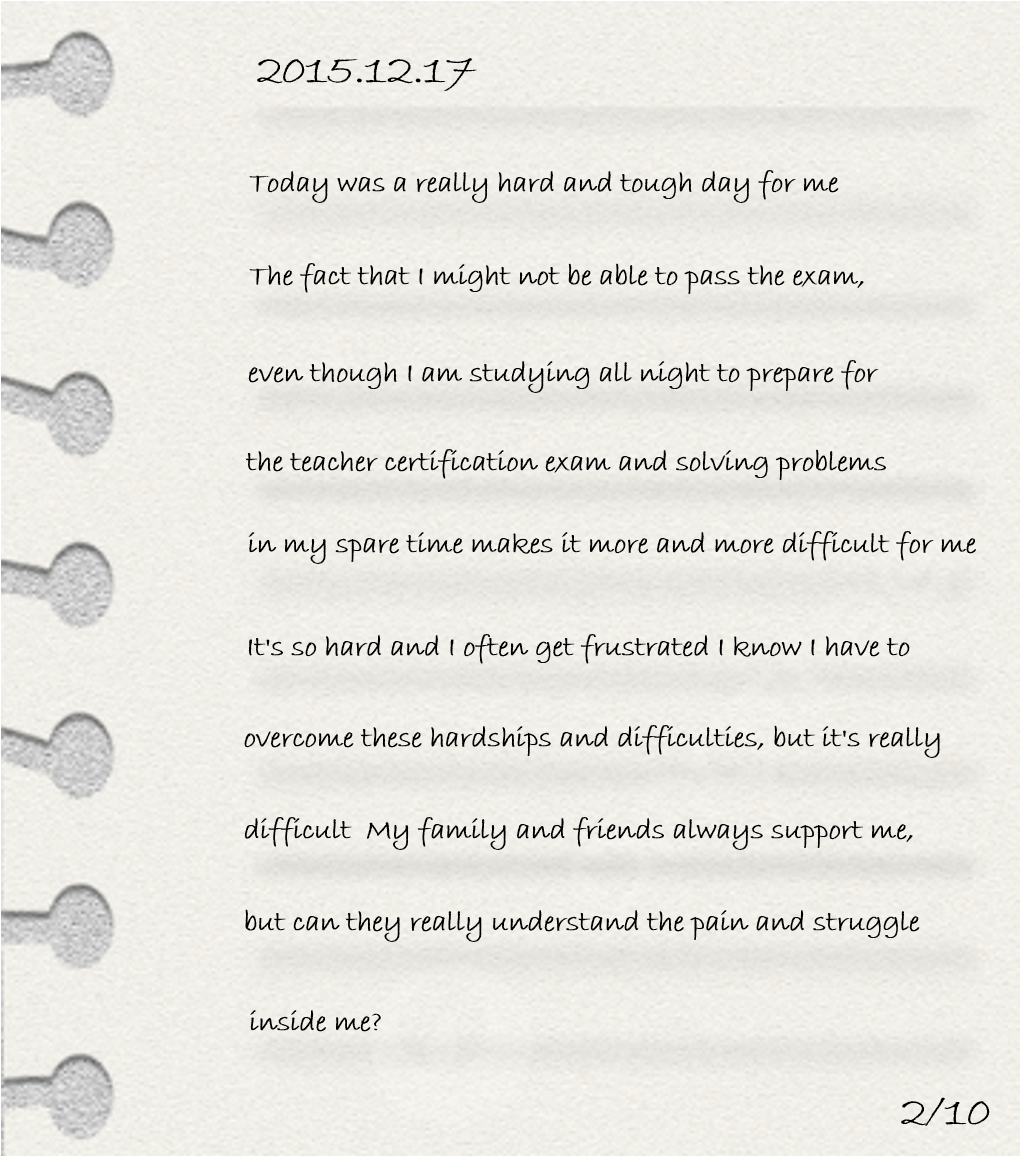 2015.12.17
Today was a really hard and tough day for me
The fact that I might not be able to pass the exam,
even though I am studying all night to prepare for
the teacher certification exam and solving problems
in my spare time makes it more and more difficult for me
It's so hard and I often get frustrated I know I have to
overcome these hardships and difficulties, but it's really
difficult  My family and friends always support me,
but can they really understand the pain and struggle
inside me?
2/10